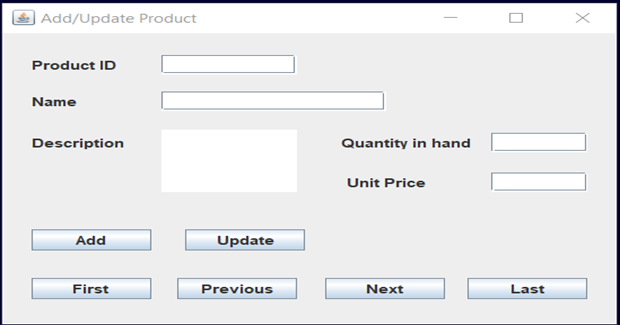 Add/Update Product
Product ID
Name
Description Quantity in hand
Unit Price
Add Update
First Previous Next Last